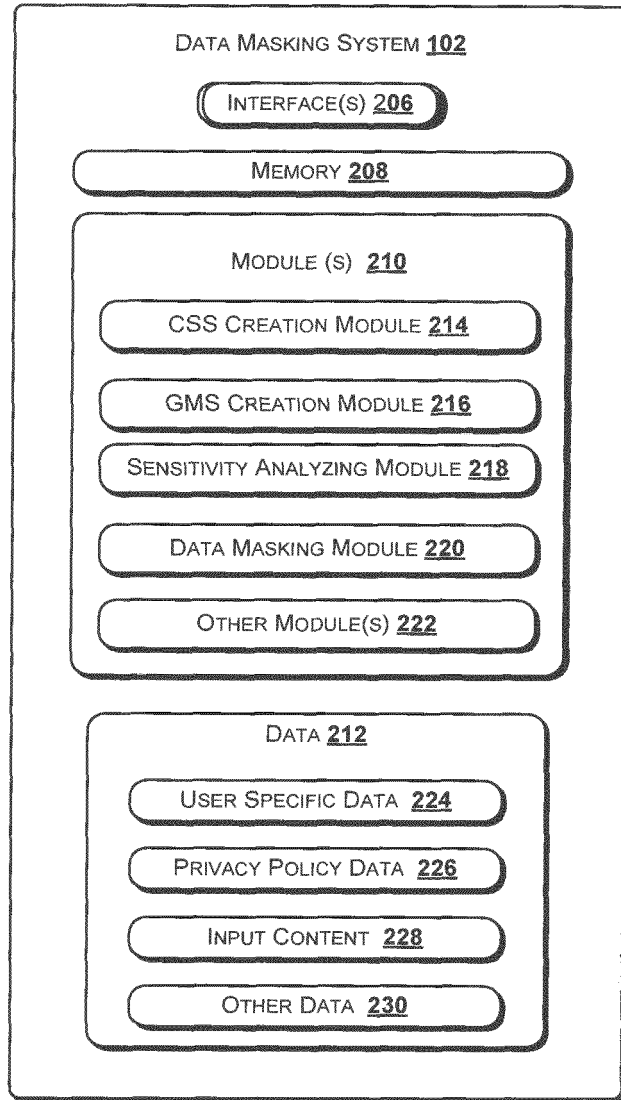 DATA MASKING SYSTEM 102
INTERFACE(S) 206
MEMORY 208
MODULE (S) 210
CSS CREATION MODULE 214
GMS CREATION MODULE 216
SENSITIVITY ANALYZING MODULE 218
DATA MASKING MODULE 220
OTHER MODULE(S) 222
DATA 212
USER SPECIFIC DATA 224
PRIVACY POLICY DATA 226
INPUT CONTENT 228
OTHER DATA 230